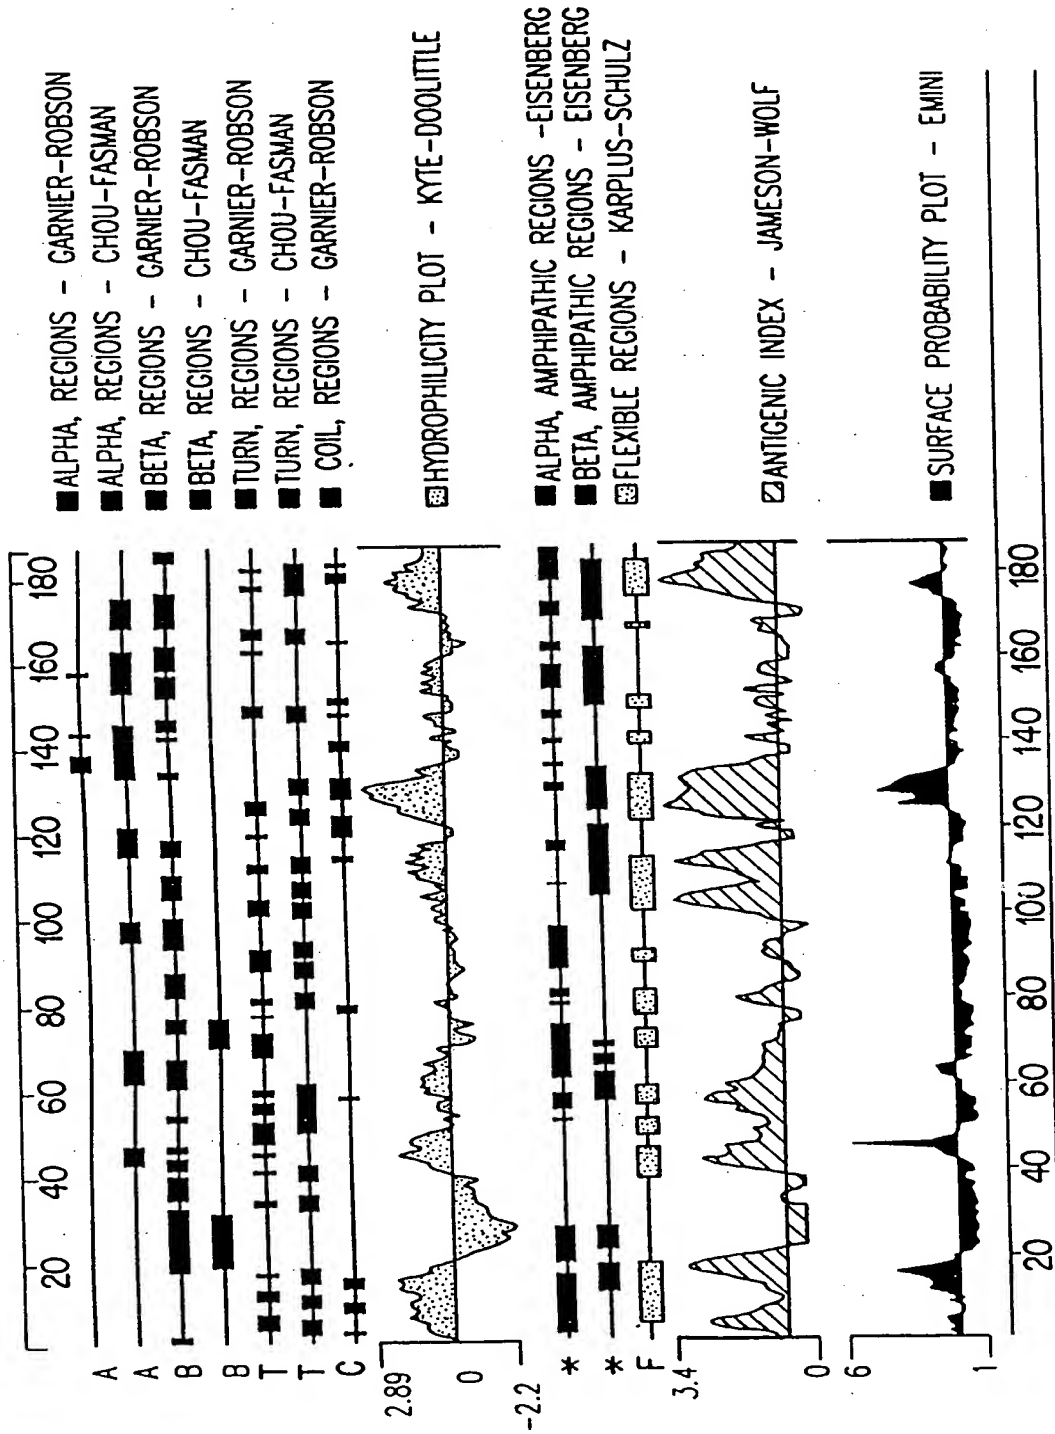 20 40 60 80 100 120 140 160 180
A ALPHA, REGIONS - GARNIER-ROBSON
A ALPHA, REGIONS - CHOU-FASMAN
B BETA, REGIONS - GARNIER-ROBSON
B BETA, REGIONS - CHOU-FASMAN
T TURN, REGIONS - GARNIER-ROBSON
T TURN, REGIONS - CHOU-FASMAN
C COIL, REGIONS - GARNIER-ROBSON
2.89
HYDROPHILICITY PLOT - KYTE-DOOLITTLE
0
-2.2
* ALPHA, AMPHIPATHIC REGIONS -EISENBERG
* BETA, AMPHIPATHIC REGIONS - EISENBERG
F FLEXIBLE REGIONS - KARPLUS-SCHULZ
3.4
ANTIGENIC INDEX - JAMESON-WOLF
0
6
SURFACE PROBABILITY PLOT - EMINI
1
20 40 60 80 100 120 140 160 180